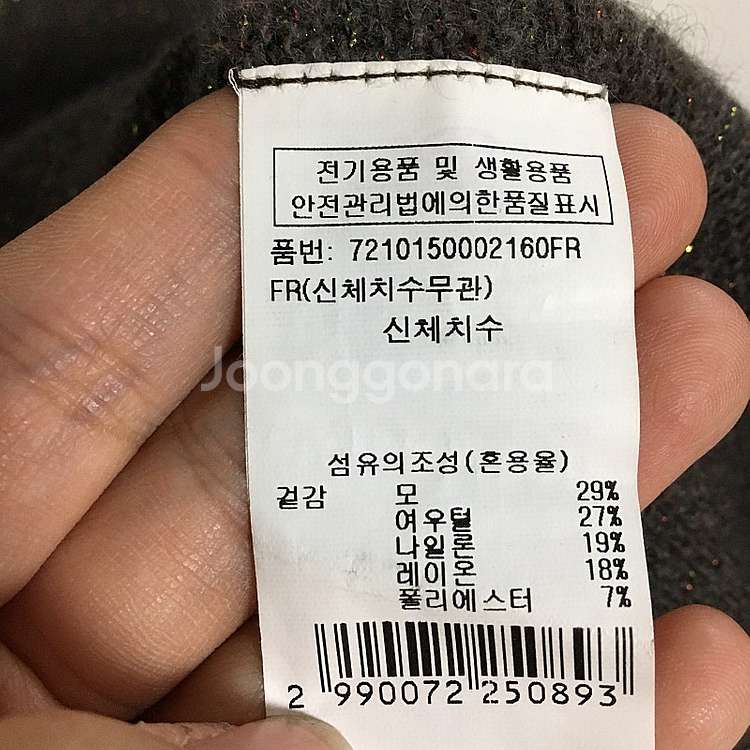 전기용품 및 생활용품
안전관리법에의한품질표시
품번: 7210150002160FR
FR(신체치수무관)
신체치수
Joonggonara
섬유의조성(혼용율)
겉감 모 29%
여우털 27%
나일론 19%
레이온 18%
폴리에스터 7%
2 990072 250893